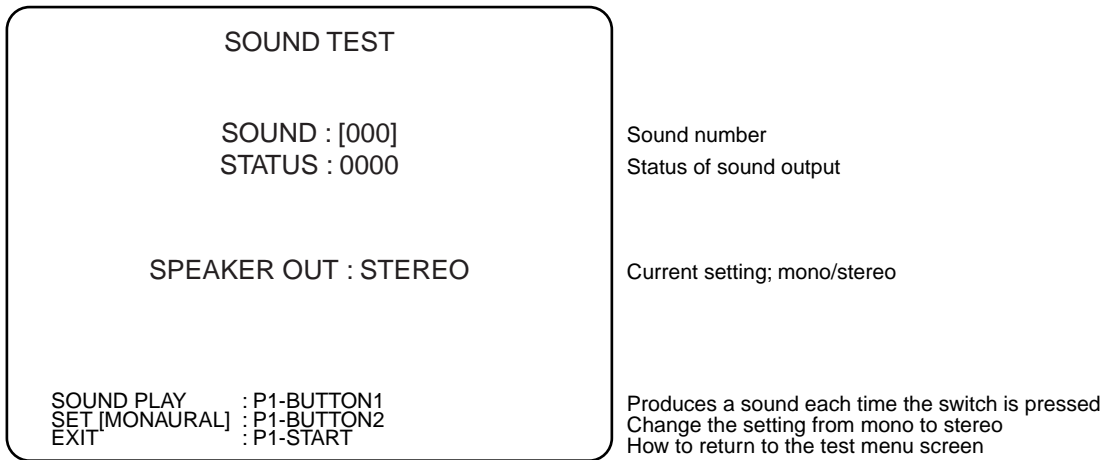 SOUND TEST
SOUND : [000] Sound number
STATUS : 0000 Status of sound output
SPEAKER OUT : STEREO Current setting; mono/stereo
SOUND PLAY : P1-BUTTON1 Produces a sound each time the switch is pressed
SET [MONAURAL] : P1-BUTTON2 Change the setting from mono to stereo
EXIT : P1-START How to return to the test menu screen